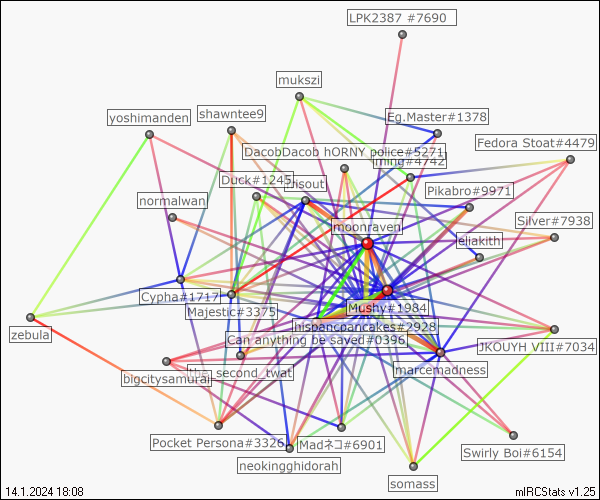 LPK2387 #7690
mukszi
yoshimanden
shawntee9
Eg.Master#1378
Fedora Stoat#4479
DacobDacob hORNY police#5271
ming#4742
Duck#1245
disout
Pikabro#9971
normalwan
moonraven
Silver#7938
eliakith
Cypha#1717
Majestic#3375
Mushy#1984
hispancpancakes#2928
zebula
Can anything be saved#0396
JKOUYH VIII#7034
bigcitysamurai
the_second_twat
marcemadness
Pocket Persona#3326
Madネコ#6901
Swirly Boi#6154
neokingghidorah
somass
14.1.2024 18:08
mIRCStats v1.25